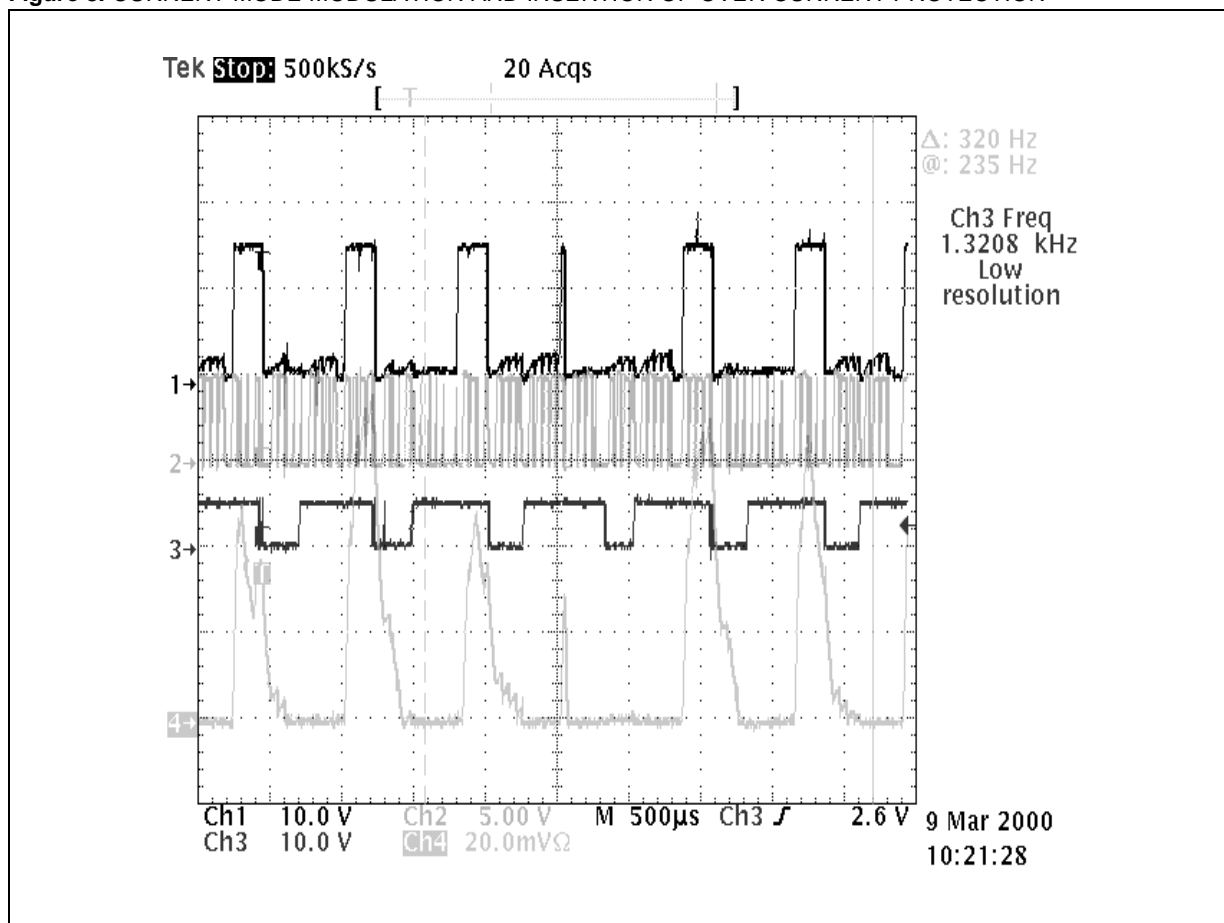 Tek Stop: 500kS/s 20 Acqs
[ T ]
Δ: 320 Hz
@: 235 Hz
Ch3 Freq
1.3208 kHz
Low
resolution
1→
2→
3→
4→
Ch1 10.0 V Ch2 5.00 V M 500µs Ch3 2.6 V
Ch3 10.0 V Ch4 20.0mVΩ
9 Mar 2000
10:21:28